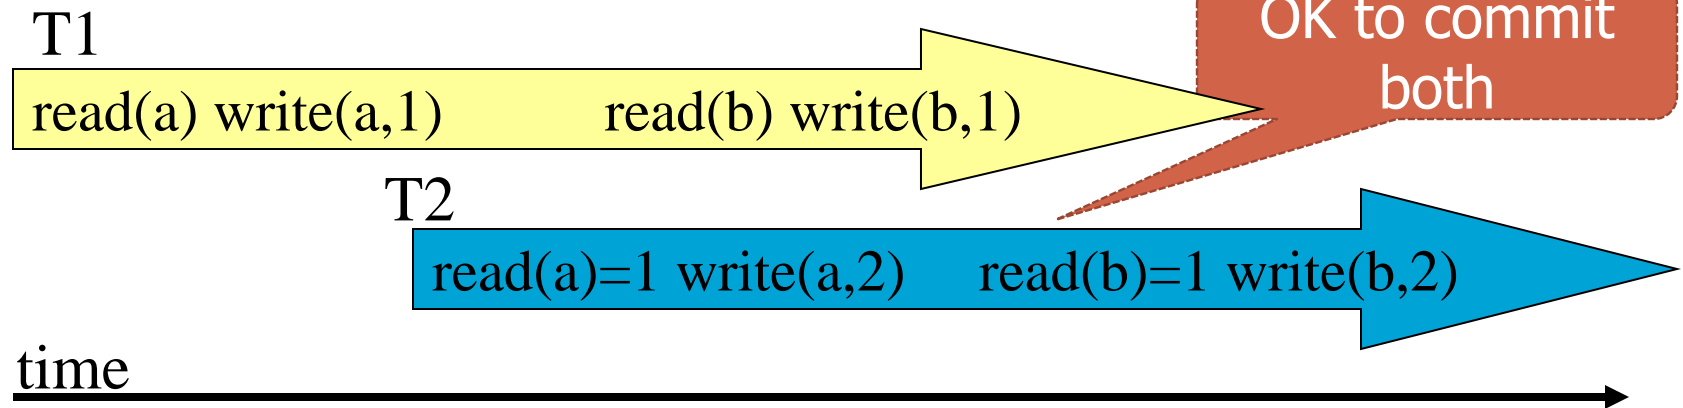 T1
OK to commit
both
read(a) write(a,1) read(b) write(b,1)
T2
read(a)=1 write(a,2) read(b)=1 write(b,2)
time